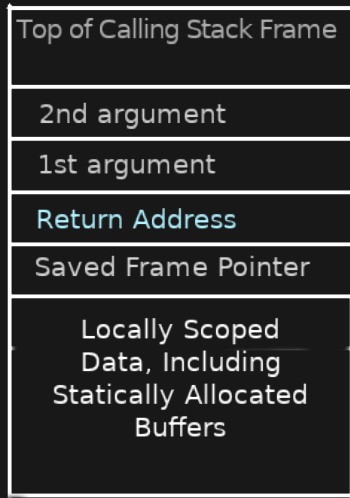 Top of Calling Stack Frame
2nd argument
1st argument
Return Address
Saved Frame Pointer
Locally Scoped
Data, Including
Statically Allocated
Buffers